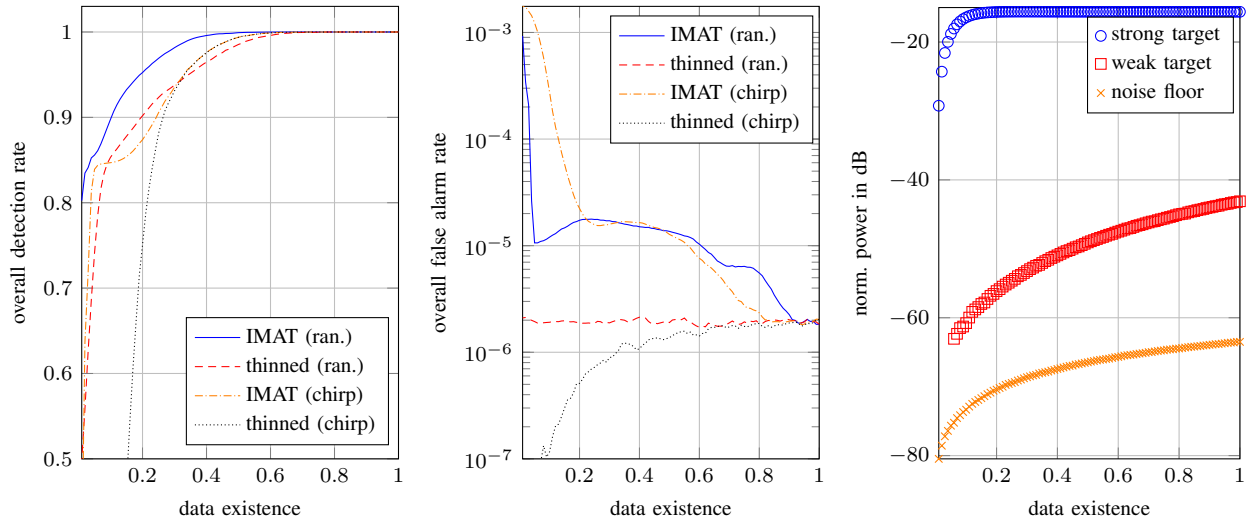 1
0.9
0.8
0.7
0.6
0.5
0.2
0.4
0.6
0.8
1
overall detection rate
data existence
IMAT (ran.)
thinned (ran.)
IMAT (chirp)
thinned (chirp)
10⁻³
10⁻⁴
10⁻⁵
10⁻⁶
10⁻⁷
0.2
0.4
0.6
0.8
1
overall false alarm rate
data existence
IMAT (ran.)
thinned (ran.)
IMAT (chirp)
thinned (chirp)
−20
−40
−60
−80
0.2
0.4
0.6
0.8
1
norm. power in dB
data existence
strong target
weak target
noise floor